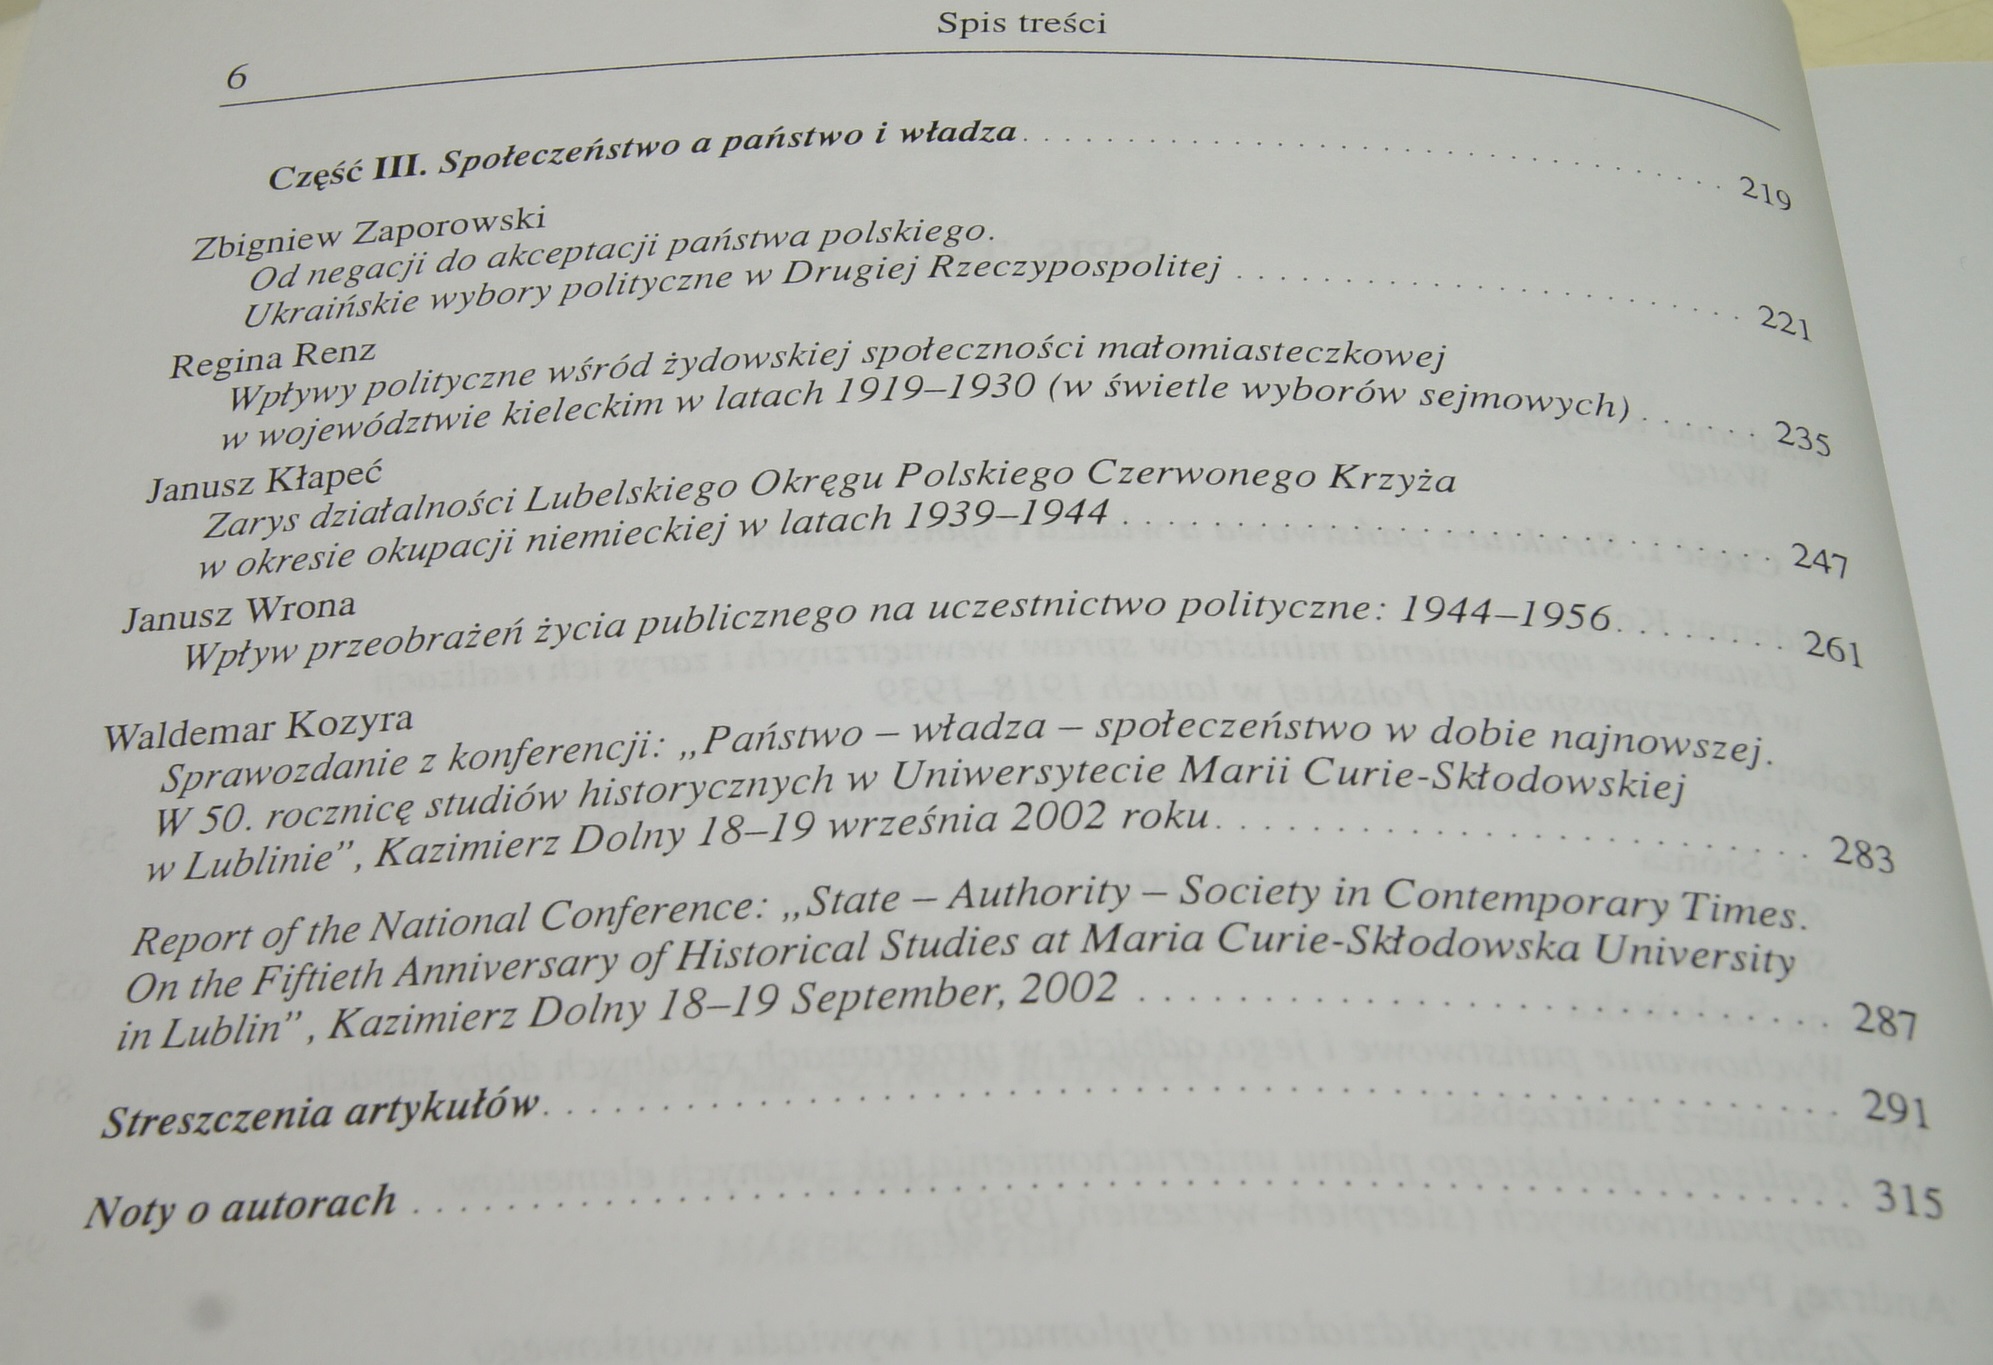 Spis treści
6
Część III. Społeczeństwo a państwo i władza . . . . . . . . . . . . . . . . . . . . . . . . . . . . . . 219
Zbigniew Zaporowski
Od negacji do akceptacji państwa polskiego.
Ukraińskie wybory polityczne w Drugiej Rzeczypospolitej . . . . . . . . . . . . . . . . . . . . . 221
Regina Renz
Wpływy polityczne wśród żydowskiej społeczności małomiasteczkowej
w województwie kieleckim w latach 1919–1930 (w świetle wyborów sejmowych) . . . . . . 235
Janusz Kłapeć
Zarys działalności Lubelskiego Okręgu Polskiego Czerwonego Krzyża
w okresie okupacji niemieckiej w latach 1939–1944 . . . . . . . . . . . . . . . . . . . . . . . . . 247
Janusz Wrona
Wpływ przeobrażeń życia publicznego na uczestnictwo polityczne: 1944–1956 . . . . . . . . 261
Waldemar Kozyra
Sprawozdanie z konferencji: „Państwo – władza – społeczeństwo w dobie najnowszej.
W 50. rocznicę studiów historycznych w Uniwersytecie Marii Curie-Skłodowskiej
w Lublinie”, Kazimierz Dolny 18–19 września 2002 roku . . . . . . . . . . . . . . . . . . . . . . 283
Report of the National Conference: „State – Authority – Society in Contemporary Times.
On the Fiftieth Anniversary of Historical Studies at Maria Curie-Skłodowska University
in Lublin”, Kazimierz Dolny 18–19 September, 2002 . . . . . . . . . . . . . . . . . . . . . . . . . 287
Streszczenia artykułów . . . . . . . . . . . . . . . . . . . . . . . . . . . . . . . . . . . . . . . . . . 291
Noty o autorach . . . . . . . . . . . . . . . . . . . . . . . . . . . . . . . . . . . . . . . . . . . . . . 315